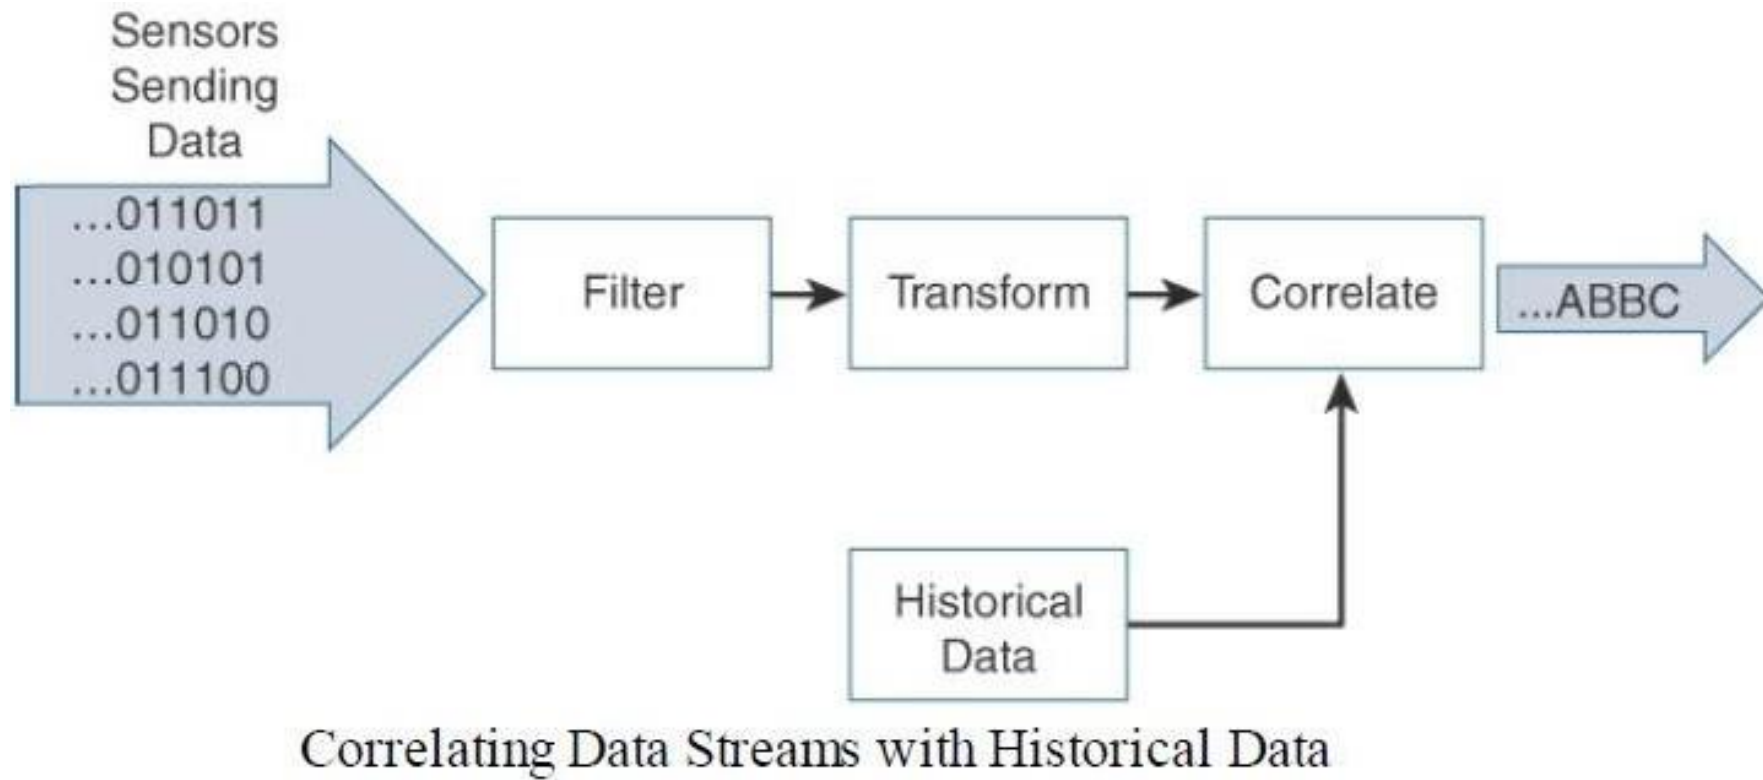 Sensors
Sending
Data
...011011
...010101
...011010
...011100
Filter
Transform
Correlate
...ABBC
Historical
Data
Correlating Data Streams with Historical Data